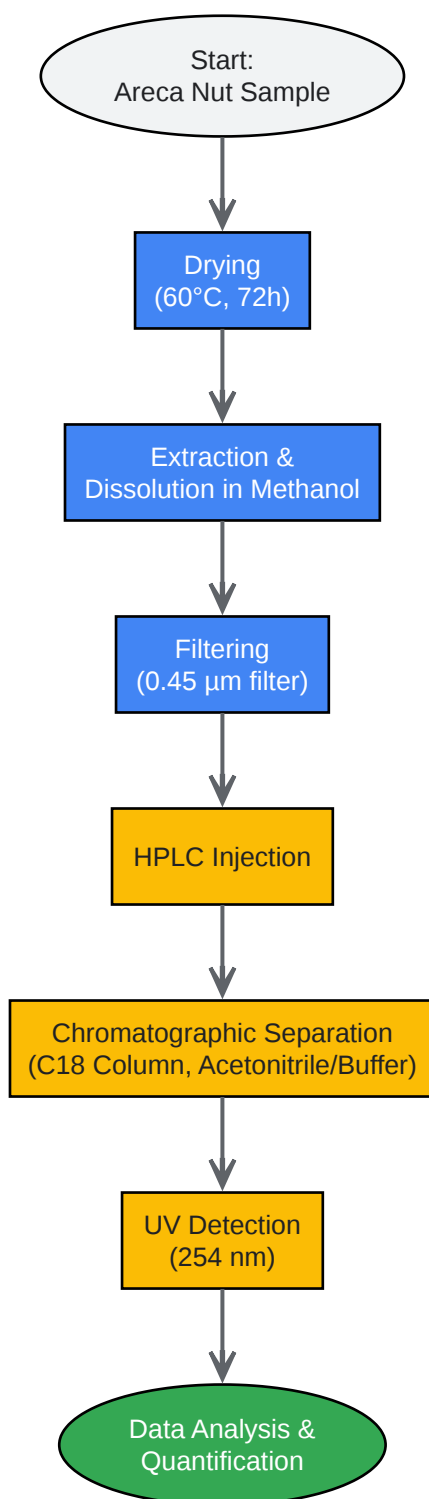 Start:
Areca Nut Sample
Drying
(60°C, 72h)
Extraction &
Dissolution in Methanol
Filtering
(0.45 µm filter)
HPLC Injection
Chromatographic Separation
(C18 Column, Acetonitrile/Buffer)
UV Detection
(254 nm)
Data Analysis &
Quantification